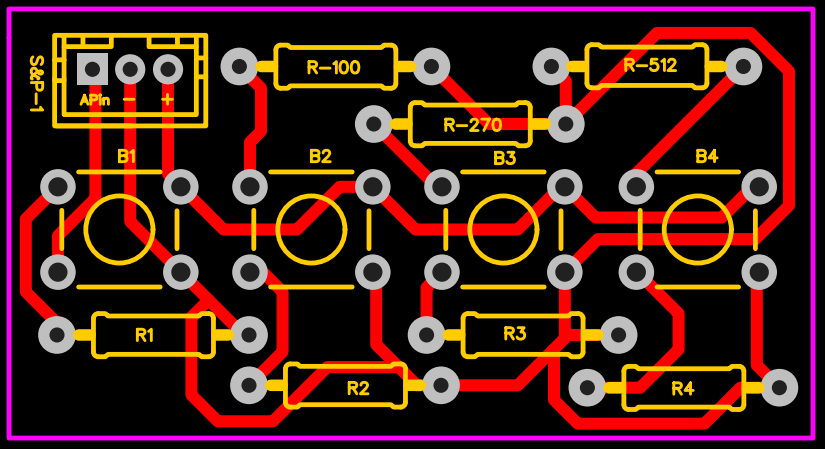 S&P-1
APin - +
R-100
R-512
R-270
B1
B2
B3
B4
R1
R3
R2
R4